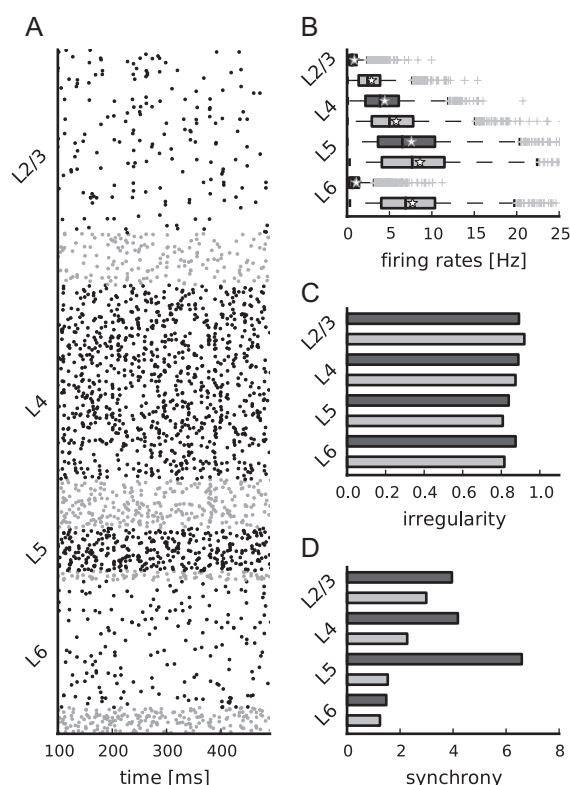 A
L2/3
L4
L5
L6
100 200 300 400
time [ms]
B
L2/3
L4
L5
L6
0 5 10 15 20 25
firing rates [Hz]
C
L2/3
L4
L5
L6
0.0 0.2 0.4 0.6 0.8 1.0
irregularity
D
L2/3
L4
L5
L6
0 2 4 6 8
synchrony